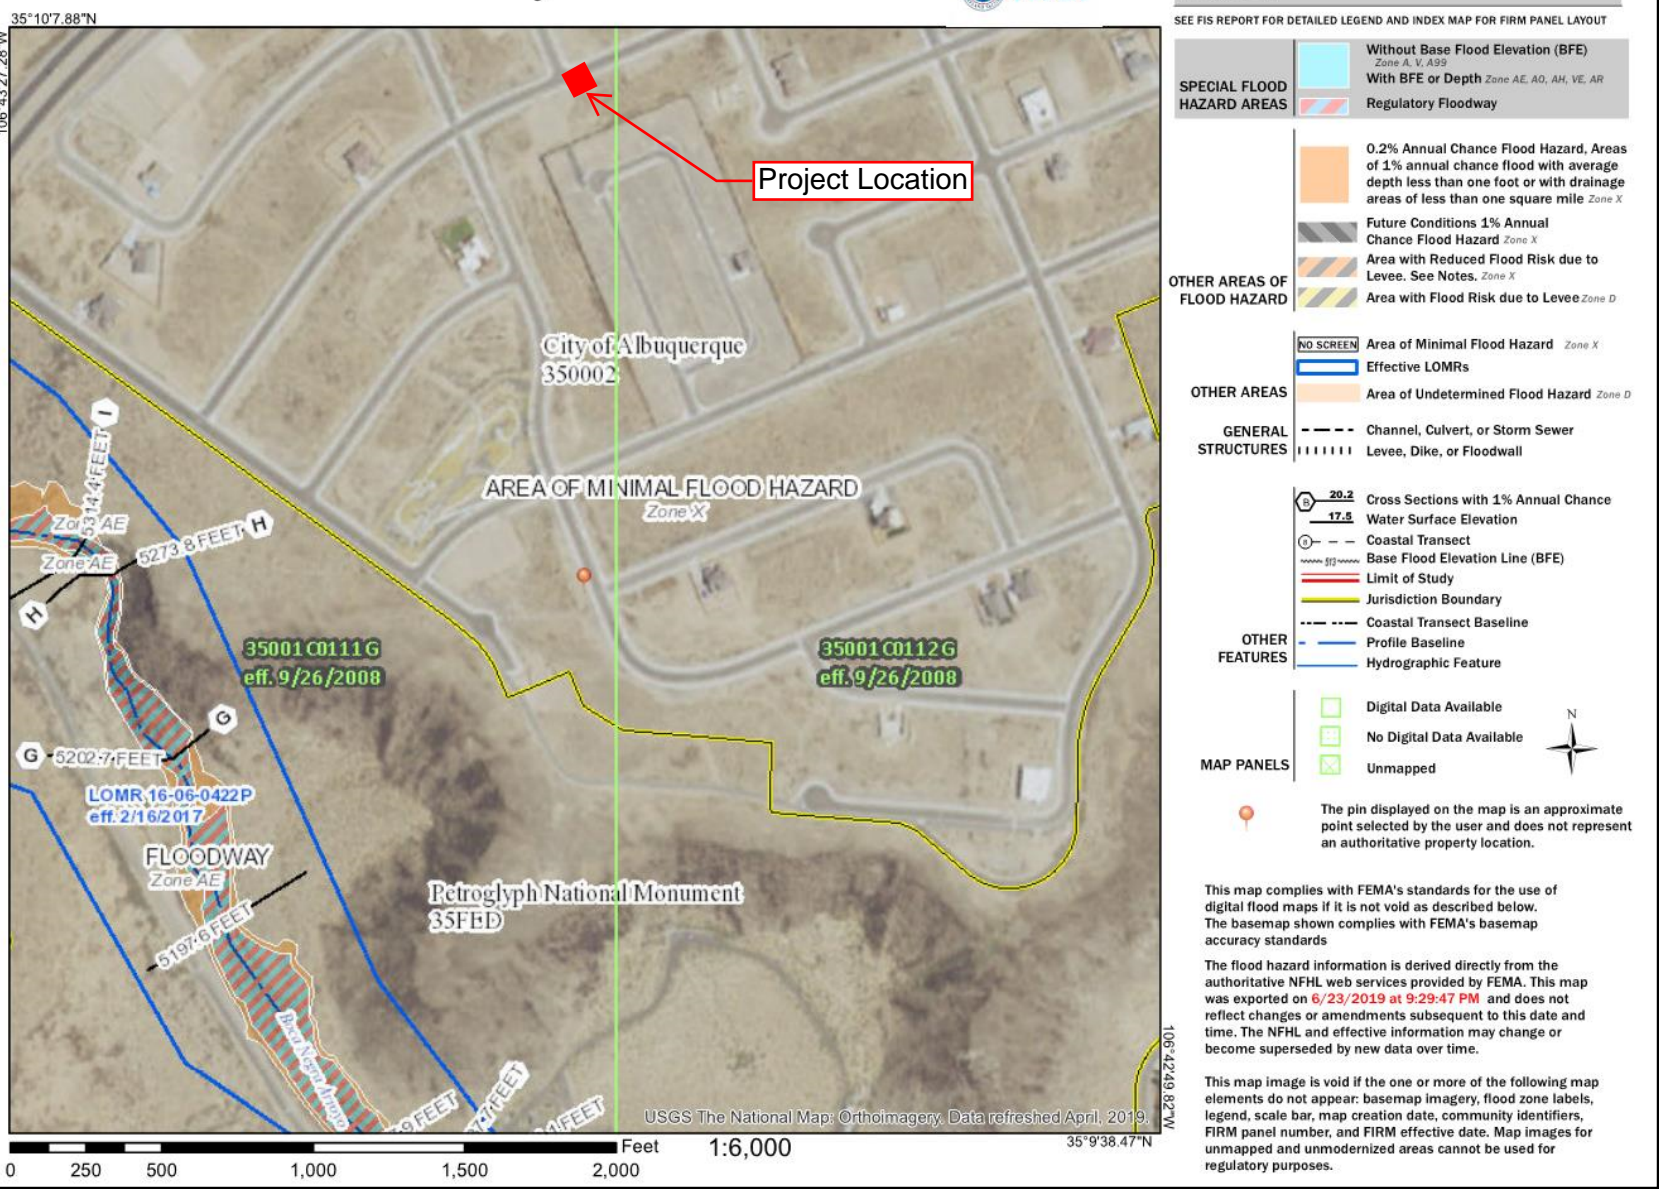 35°10'7.88"N
SEE FIS REPORT FOR DETAILED LEGEND AND INDEX MAP FOR FIRM PANEL LAYOUT
106°43'27.28"W
Project Location
City of Albuquerque
350002
AREA OF MINIMAL FLOOD HAZARD
Zone X
I
5314.4 FEET
Zone AE
5273.8 FEET H
Zone AE
H
35001C0111G
eff. 9/26/2008
35001C0112G
eff. 9/26/2008
G
G 5202.7 FEET
LOMR 16-06-0422P
eff. 2/16/2017
FLOODWAY
Zone AE
Petroglyph National Monument
35FED
5197.6 FEET
Boca Negra Arroyo
FEET
FEET
FEET
USGS The National Map: Orthoimagery. Data refreshed April, 2019.
106°42'49.82"W
35°9'38.47"N
Feet 1:6,000
0 250 500 1,000 1,500 2,000
SPECIAL FLOOD
HAZARD AREAS
Without Base Flood Elevation (BFE)
Zone A, V, A99
With BFE or Depth Zone AE, AO, AH, VE, AR
Regulatory Floodway
OTHER AREAS OF
FLOOD HAZARD
0.2% Annual Chance Flood Hazard, Areas
of 1% annual chance flood with average
depth less than one foot or with drainage
areas of less than one square mile Zone X
Future Conditions 1% Annual
Chance Flood Hazard Zone X
Area with Reduced Flood Risk due to
Levee. See Notes. Zone X
Area with Flood Risk due to Levee Zone D
OTHER AREAS
NO SCREEN Area of Minimal Flood Hazard Zone X
Effective LOMRs
Area of Undetermined Flood Hazard Zone D
GENERAL
STRUCTURES
Channel, Culvert, or Storm Sewer
Levee, Dike, or Floodwall
OTHER
FEATURES
B 20.2 Cross Sections with 1% Annual Chance
17.5 Water Surface Elevation
8 Coastal Transect
513 Base Flood Elevation Line (BFE)
Limit of Study
Jurisdiction Boundary
Coastal Transect Baseline
Profile Baseline
Hydrographic Feature
MAP PANELS
Digital Data Available
No Digital Data Available
Unmapped
N
The pin displayed on the map is an approximate
point selected by the user and does not represent
an authoritative property location.
This map complies with FEMA's standards for the use of
digital flood maps if it is not void as described below.
The basemap shown complies with FEMA's basemap
accuracy standards
The flood hazard information is derived directly from the
authoritative NFHL web services provided by FEMA. This map
was exported on 6/23/2019 at 9:29:47 PM and does not
reflect changes or amendments subsequent to this date and
time. The NFHL and effective information may change or
become superseded by new data over time.
This map image is void if the one or more of the following map
elements do not appear: basemap imagery, flood zone labels,
legend, scale bar, map creation date, community identifiers,
FIRM panel number, and FIRM effective date. Map images for
unmapped and unmodernized areas cannot be used for
regulatory purposes.